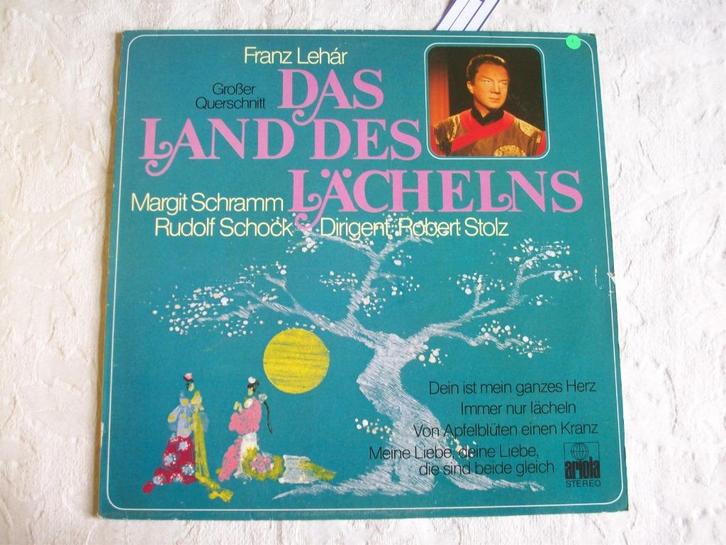 Franz Lehár
Großer
Querschnitt
DAS
LAND DES
LÄCHELNS
Margit Schramm
Rudolf Schock - Dirigent: Robert Stolz
Dein ist mein ganzes Herz
Immer nur lächeln
Von Apfelblüten einen Kranz
Meine Liebe, deine Liebe,
die sind beide gleich
ariola
STEREO